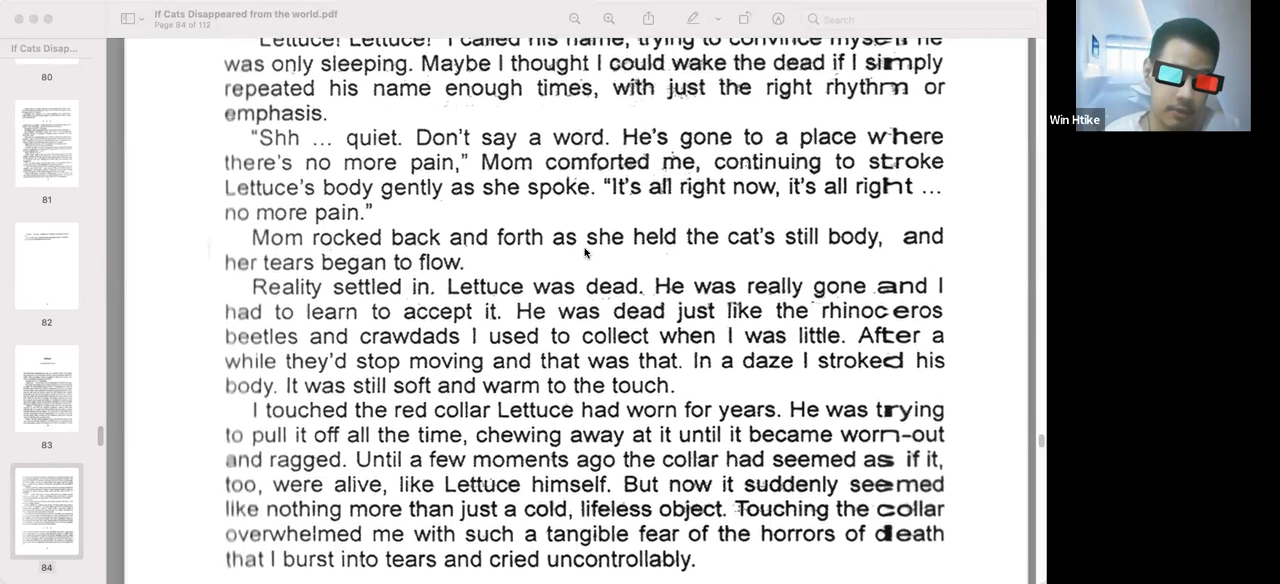 If Cats Disappeared from the world.pdf
Page 84 of 112
Search
If Cats Disap...
80
81
82
83
84
Lettuce! Lettuce! I called his name, trying to convince myself he
was only sleeping. Maybe I thought I could wake the dead if I simply
repeated his name enough times, with just the right rhythm or
emphasis.
"Shh ... quiet. Don't say a word. He's gone to a place where
there's no more pain," Mom comforted me, continuing to stroke
Lettuce's body gently as she spoke. "It's all right now, it's all right ...
no more pain."
Mom rocked back and forth as she held the cat's still body, and
her tears began to flow.
Reality settled in. Lettuce was dead. He was really gone and I
had to learn to accept it. He was dead just like the rhinoceros
beetles and crawdads I used to collect when I was little. After a
while they'd stop moving and that was that. In a daze I stroked his
body. It was still soft and warm to the touch.
I touched the red collar Lettuce had worn for years. He was trying
to pull it off all the time, chewing away at it until it became worn-out
and ragged. Until a few moments ago the collar had seemed as if it,
too, were alive, like Lettuce himself. But now it suddenly seemed
like nothing more than just a cold, lifeless object. Touching the collar
overwhelmed me with such a tangible fear of the horrors of death
that I burst into tears and cried uncontrollably.
Win Htike